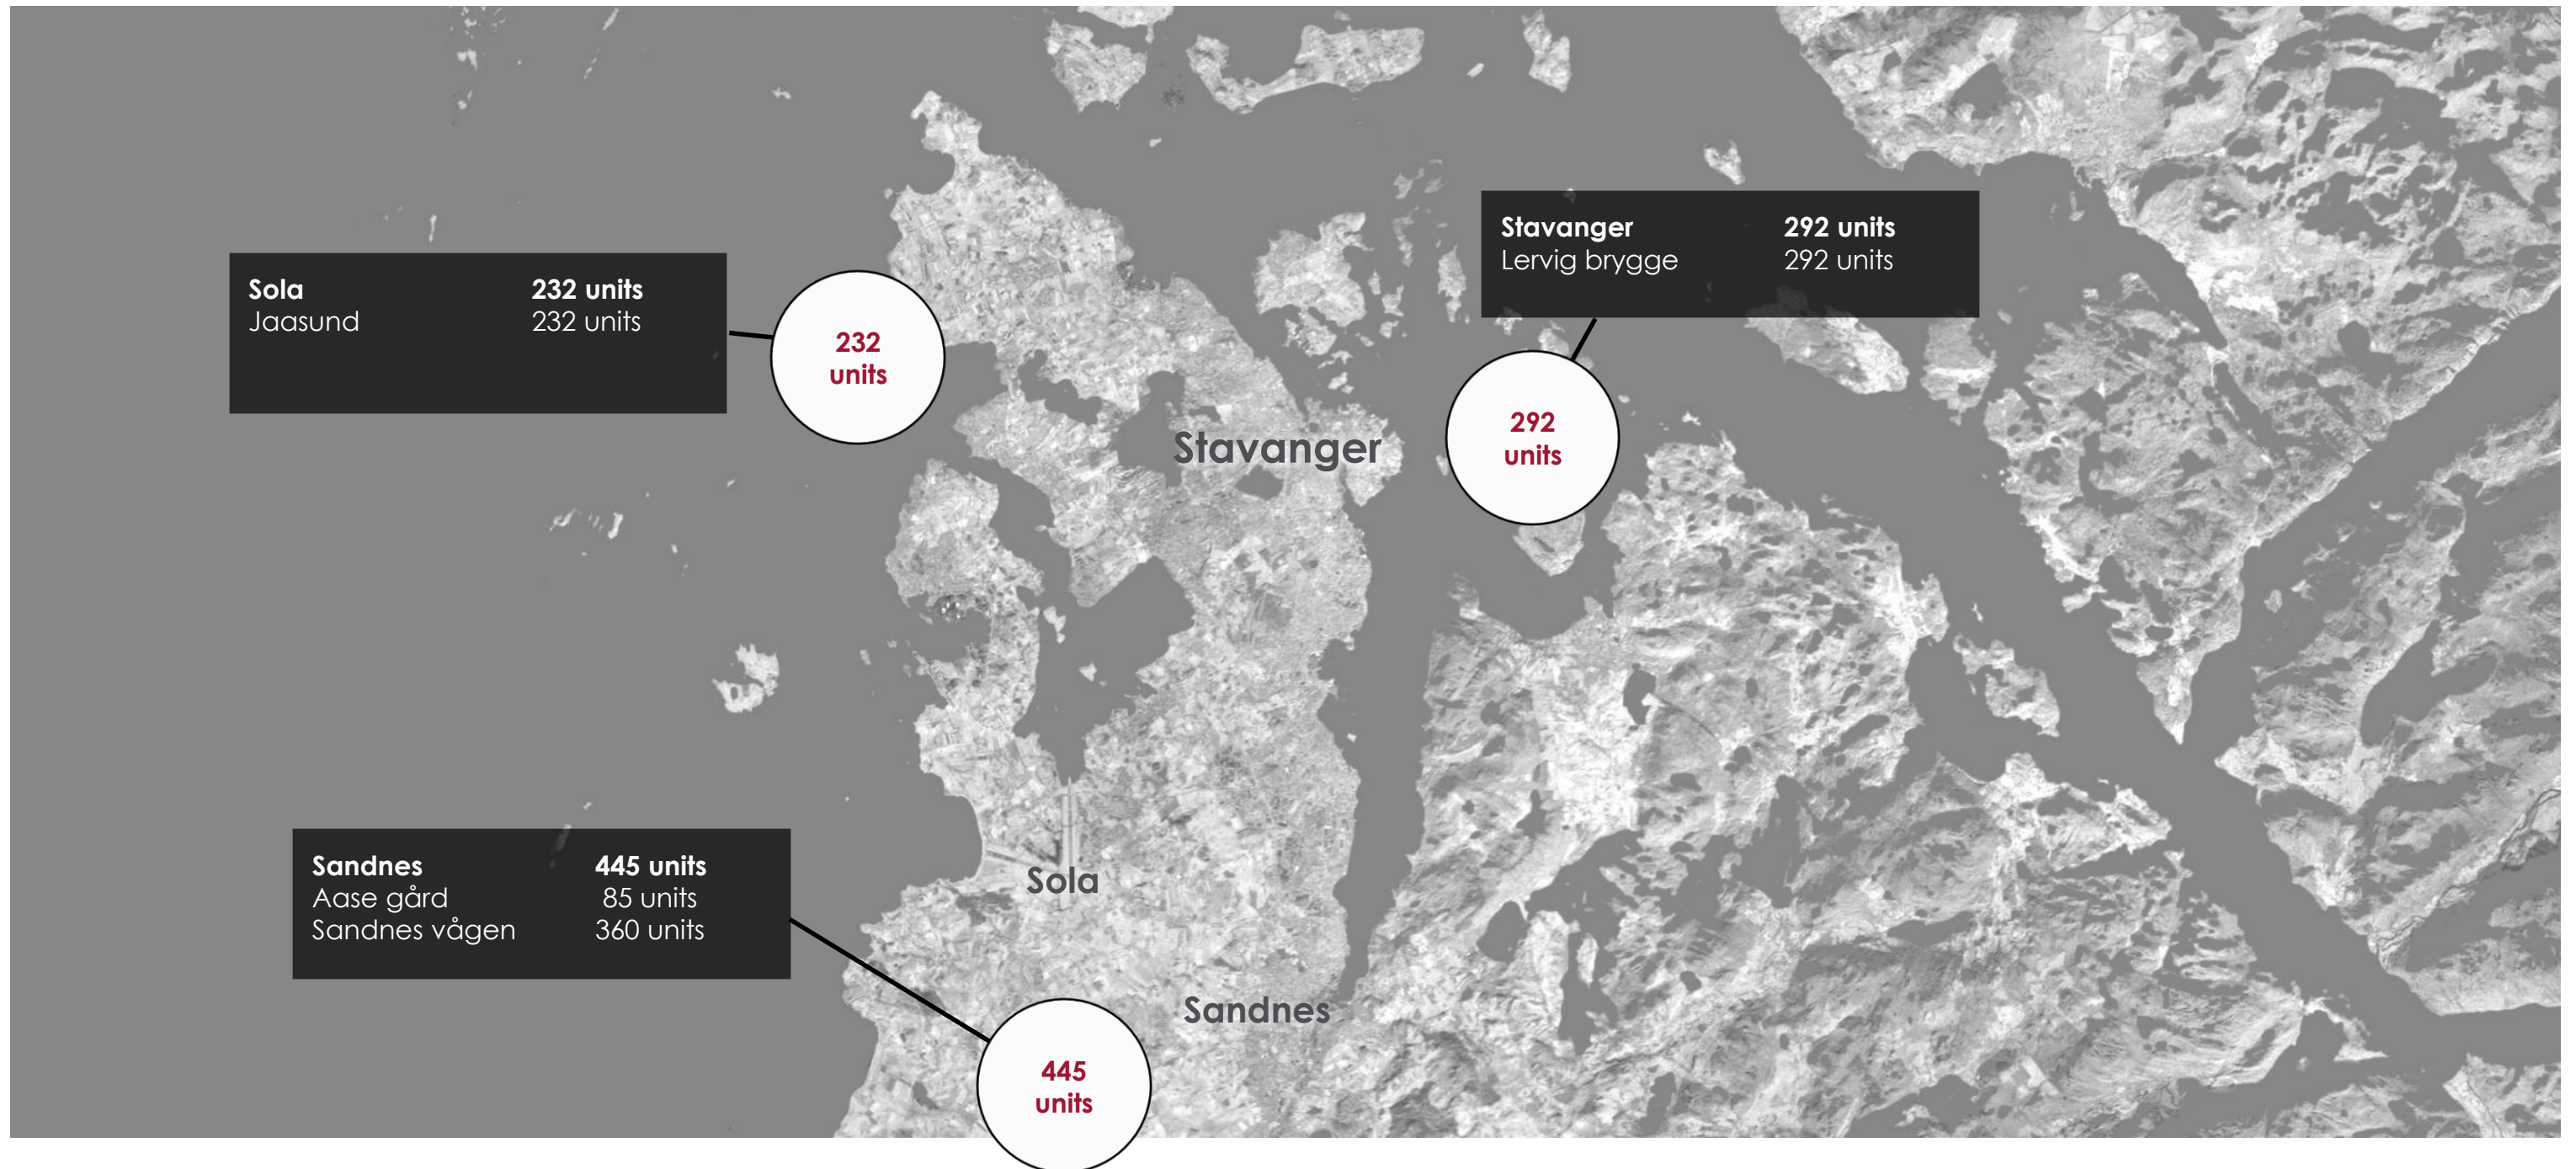 Stavanger 292 units
Lervig brygge 292 units
Sola 232 units
Jaasund 232 units
232
units
292
units
Stavanger
Sandnes 445 units
Aase gård 85 units
Sandnes vågen 360 units
Sola
Sandnes
445
units